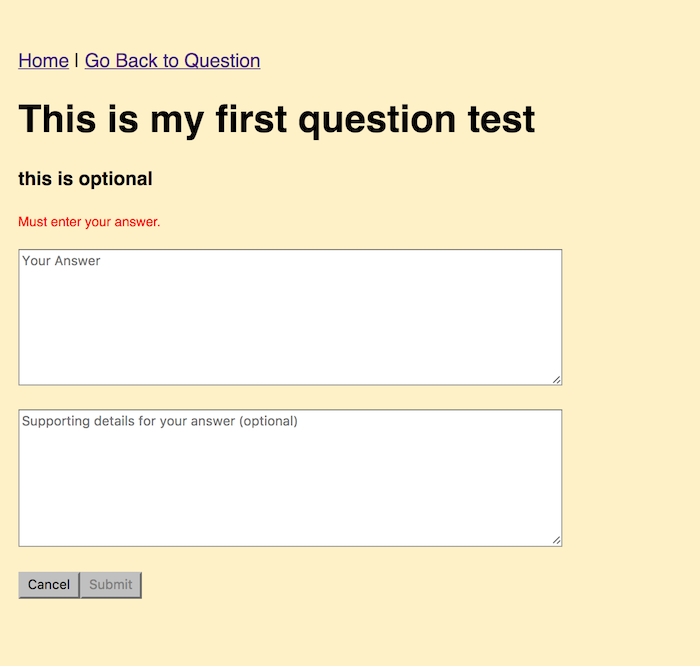 Home | Go Back to Question
This is my first question test
this is optional
Must enter your answer.
Your Answer
Supporting details for your answer (optional)
Cancel Submit